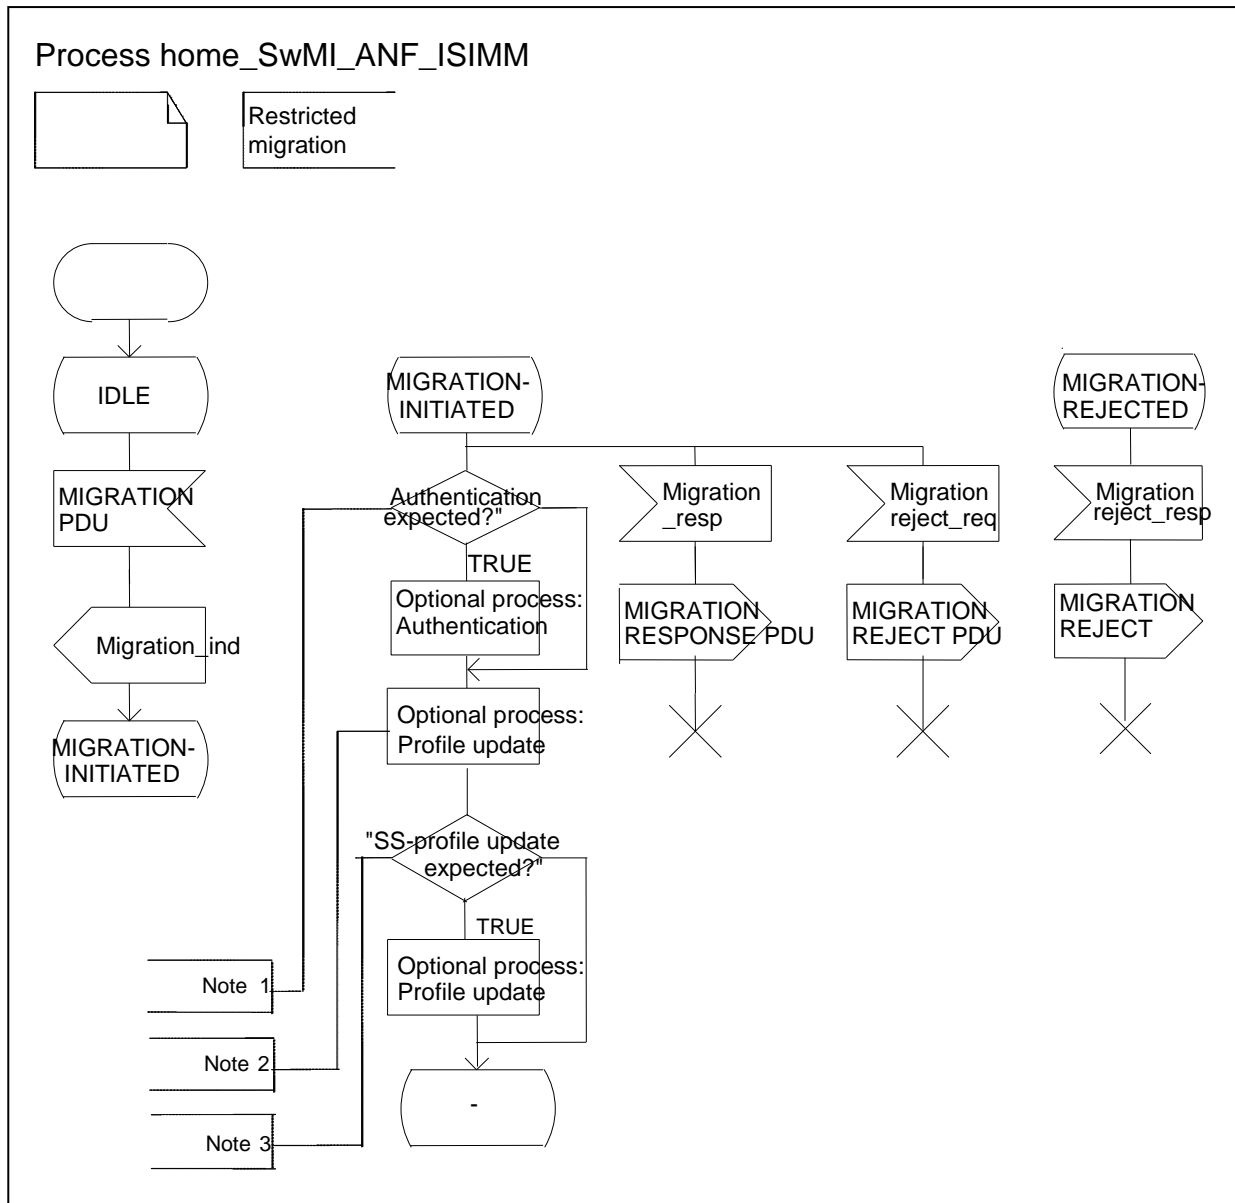 Process home_SwMI_ANF_ISIMM
Restricted
migration
IDLE
MIGRATION
PDU
Migration_ind
MIGRATION-
INITIATED
MIGRATION-
INITIATED
Authentication
expected?"
TRUE
Optional process:
Authentication
Optional process:
Profile update
"SS-profile update
expected?"
TRUE
Optional process:
Profile update
-
Migration
_resp
MIGRATION
RESPONSE PDU
Migration
reject_req
MIGRATION
REJECT PDU
MIGRATION-
REJECTED
Migration
reject_resp
MIGRATION
REJECT
Note 1
Note 2
Note 3